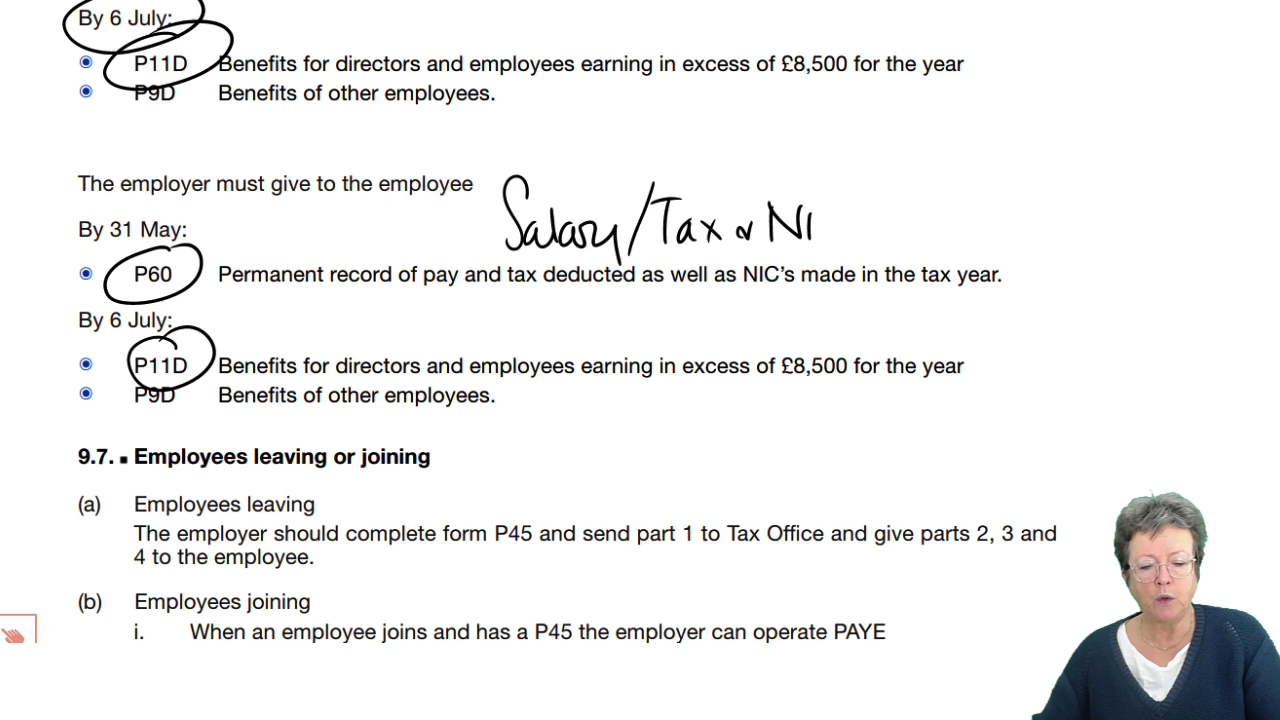 By 6 July:
P11D Benefits for directors and employees earning in excess of £8,500 for the year
P9D Benefits of other employees.
The employer must give to the employee
Salary/Tax & NI
By 31 May:
P60 Permanent record of pay and tax deducted as well as NIC's made in the tax year.
By 6 July:
P11D Benefits for directors and employees earning in excess of £8,500 for the year
P9D Benefits of other employees.
9.7. Employees leaving or joining
(a) Employees leaving
The employer should complete form P45 and send part 1 to Tax Office and give parts 2, 3 and
4 to the employee.
(b) Employees joining
i. When an employee joins and has a P45 the employer can operate PAYE